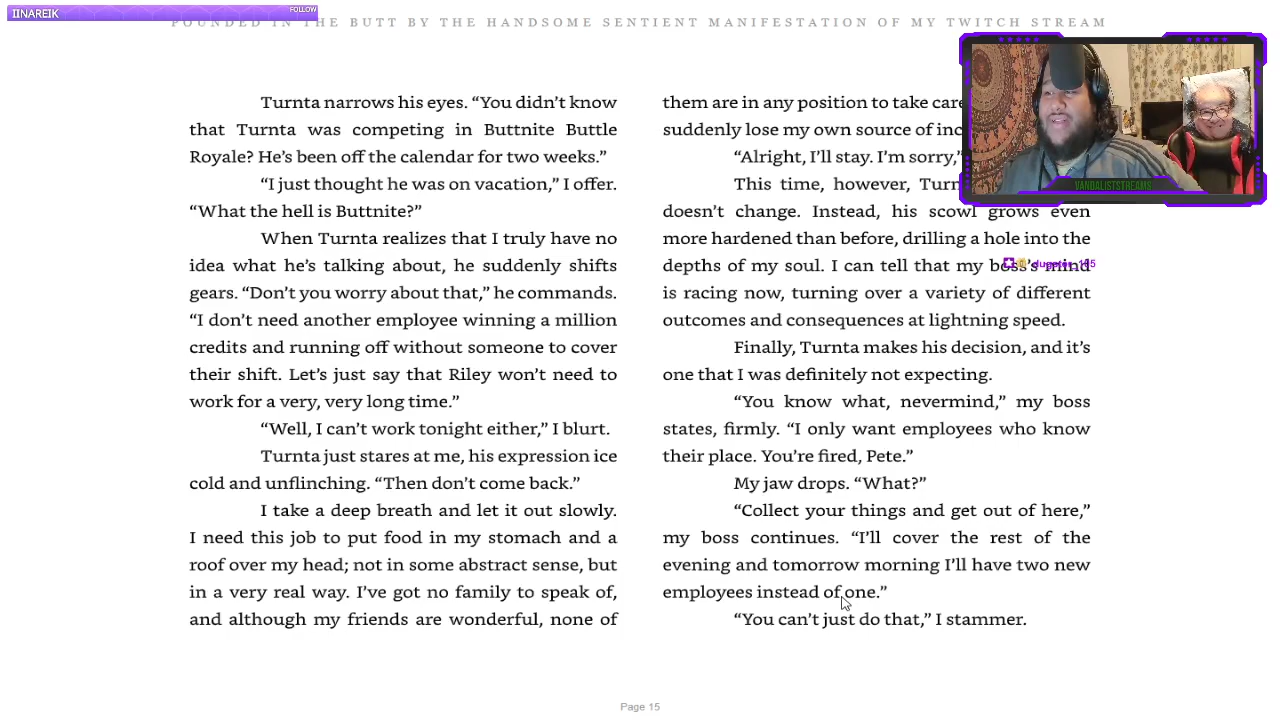 IINAREIK
FOLLOW
POUNDED IN THE BUTT BY THE HANDSOME SENTIENT MANIFESTATION OF MY TWITCH STREAM
Turnta narrows his eyes. “You didn’t know
that Turnta was competing in Buttnite Buttle
Royale? He’s been off the calendar for two weeks.”
“I just thought he was on vacation,” I offer.
“What the hell is Buttnite?”
When Turnta realizes that I truly have no
idea what he’s talking about, he suddenly shifts
gears. “Don’t you worry about that,” he commands.
“I don’t need another employee winning a million
credits and running off without someone to cover
their shift. Let’s just say that Riley won’t need to
work for a very, very long time.”
“Well, I can’t work tonight either,” I blurt.
Turnta just stares at me, his expression ice
cold and unflinching. “Then don’t come back.”
I take a deep breath and let it out slowly.
I need this job to put food in my stomach and a
roof over my head; not in some abstract sense, but
in a very real way. I’ve got no family to speak of,
and although my friends are wonderful, none of
them are in any position to take care
suddenly lose my own source of inc
“Alright, I’ll stay. I’m sorry,”
This time, however, Turn
doesn’t change. Instead, his scowl grows even
more hardened than before, drilling a hole into the
depths of my soul. I can tell that my boss’s mind
is racing now, turning over a variety of different
outcomes and consequences at lightning speed.
Finally, Turnta makes his decision, and it’s
one that I was definitely not expecting.
“You know what, nevermind,” my boss
states, firmly. “I only want employees who know
their place. You’re fired, Pete.”
My jaw drops. “What?”
“Collect your things and get out of here,”
my boss continues. “I’ll cover the rest of the
evening and tomorrow morning I’ll have two new
employees instead of one.”
“You can’t just do that,” I stammer.
VANDALISTSTREAMS
Page 15